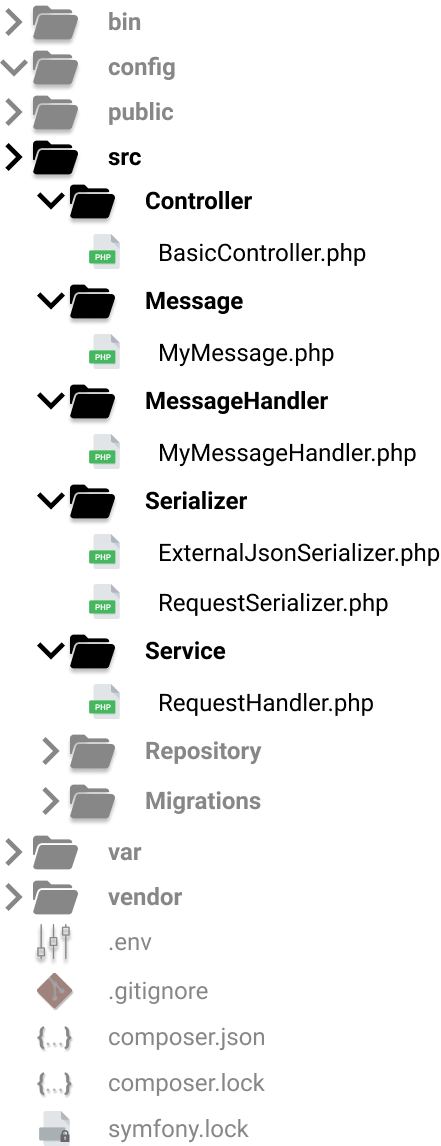 bin
config
public
src
Controller
PHP BasicController.php
Message
PHP MyMessage.php
MessageHandler
PHP MyMessageHandler.php
Serializer
PHP ExternalJsonSerializer.php
PHP RequestSerializer.php
Service
PHP RequestHandler.php
Repository
Migrations
var
vendor
.env
.gitignore
{...} composer.json
{...} composer.lock
symfony.lock